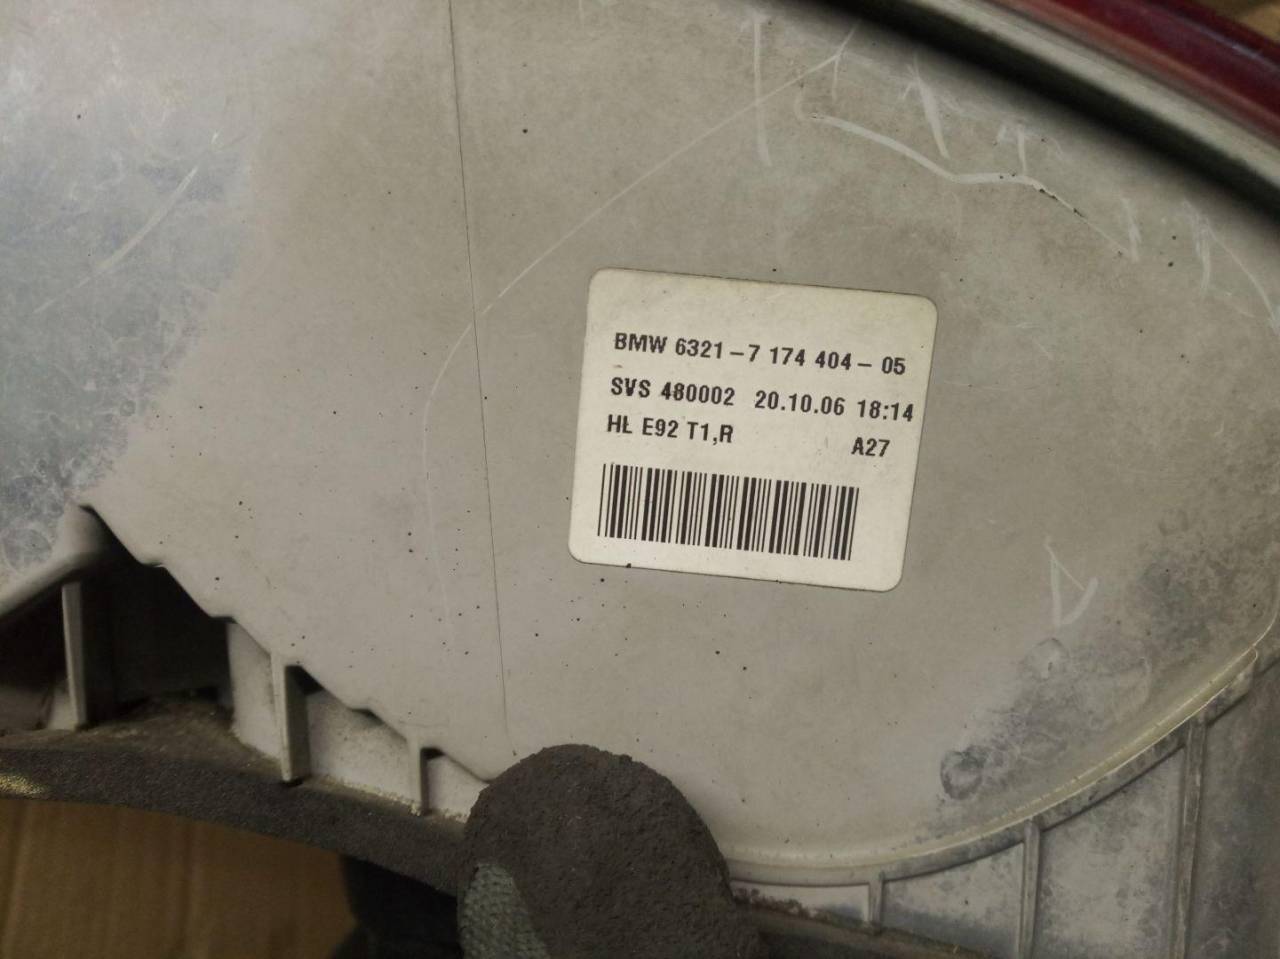 BMW 6321-7 174 404-05
SVS 480002 20.10.06 18:14
HL E92 T1,R A27